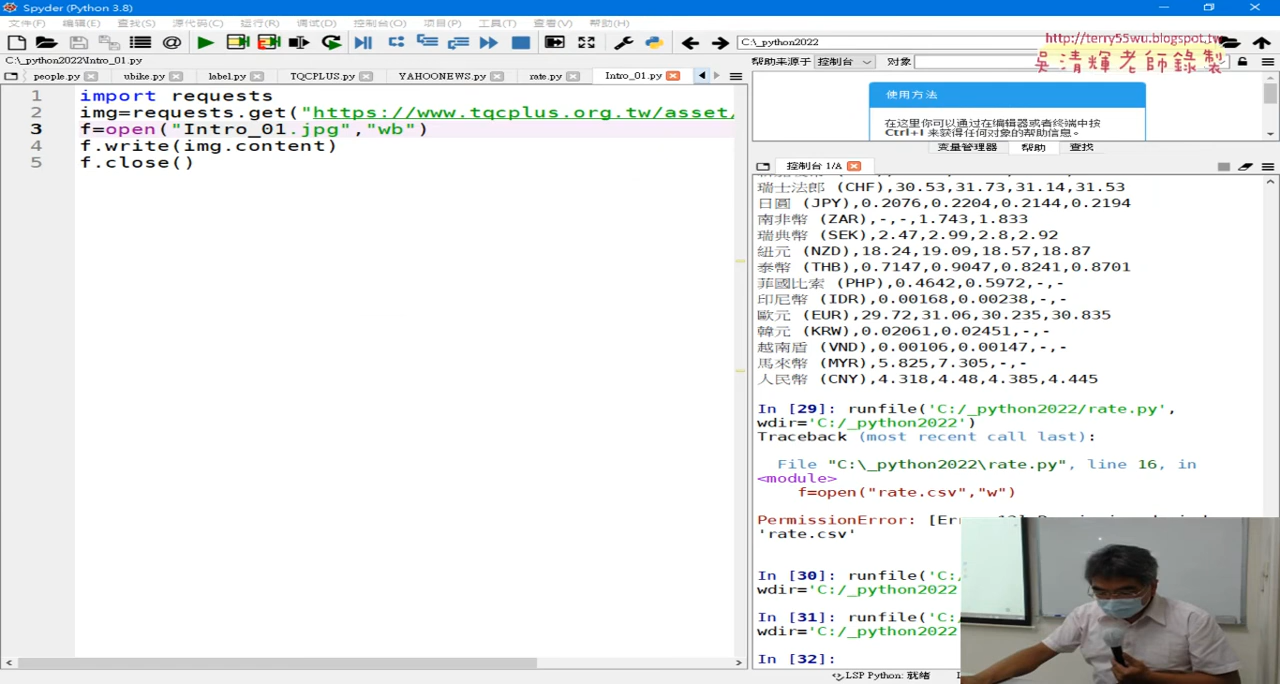 Spyder (Python 3.8)
文件(F) 编辑(E) 查找(S) 源代码(C) 运行(R) 调试(D) 控制台(O) 项目(P) 工具(T) 查看(V) 帮助(H)
C:\_python2022
http://terry55wu.blogspot.tw
吳清輝老師錄製
C:\_python2022\Intro_01.py
帮助来源于 控制台 对象
people.py ubike.py label.py TQCPLUS.py YAHOONEWS.py rate.py Intro_01.py
1 import requests
2 img=requests.get("https://www.tqcplus.org.tw/asset/
3 f=open("Intro_01.jpg","wb")
4 f.write(img.content)
5 f.close()
使用方法
在这里你可以通过在编辑器或者终端中按
Ctrl+I 来获得任何对象的帮助信息。
变量管理器 帮助 查找
控制台 1/A
瑞士法郎 (CHF),30.53,31.73,31.14,31.53
日圓 (JPY),0.2076,0.2204,0.2144,0.2194
南非幣 (ZAR),-,-,1.743,1.833
瑞典幣 (SEK),2.47,2.99,2.8,2.92
紐元 (NZD),18.24,19.09,18.57,18.87
泰幣 (THB),0.7147,0.9047,0.8241,0.8701
菲國比索 (PHP),0.4642,0.5972,-,-
印尼幣 (IDR),0.00168,0.00238,-,-
歐元 (EUR),29.72,31.06,30.235,30.835
韓元 (KRW),0.02061,0.02451,-,-
越南盾 (VND),0.00106,0.00147,-,-
馬來幣 (MYR),5.825,7.305,-,-
人民幣 (CNY),4.318,4.48,4.385,4.445
In [29]: runfile('C:/_python2022/rate.py',
wdir='C:/_python2022')
Traceback (most recent call last):
File "C:\_python2022\rate.py", line 16, in
<module>
f=open("rate.csv","w")
PermissionError: [Err
'rate.csv'
In [30]: runfile('C:/
wdir='C:/_python2022
In [31]: runfile('C:/
wdir='C:/_python2022
In [32]:
LSP Python: 就绪